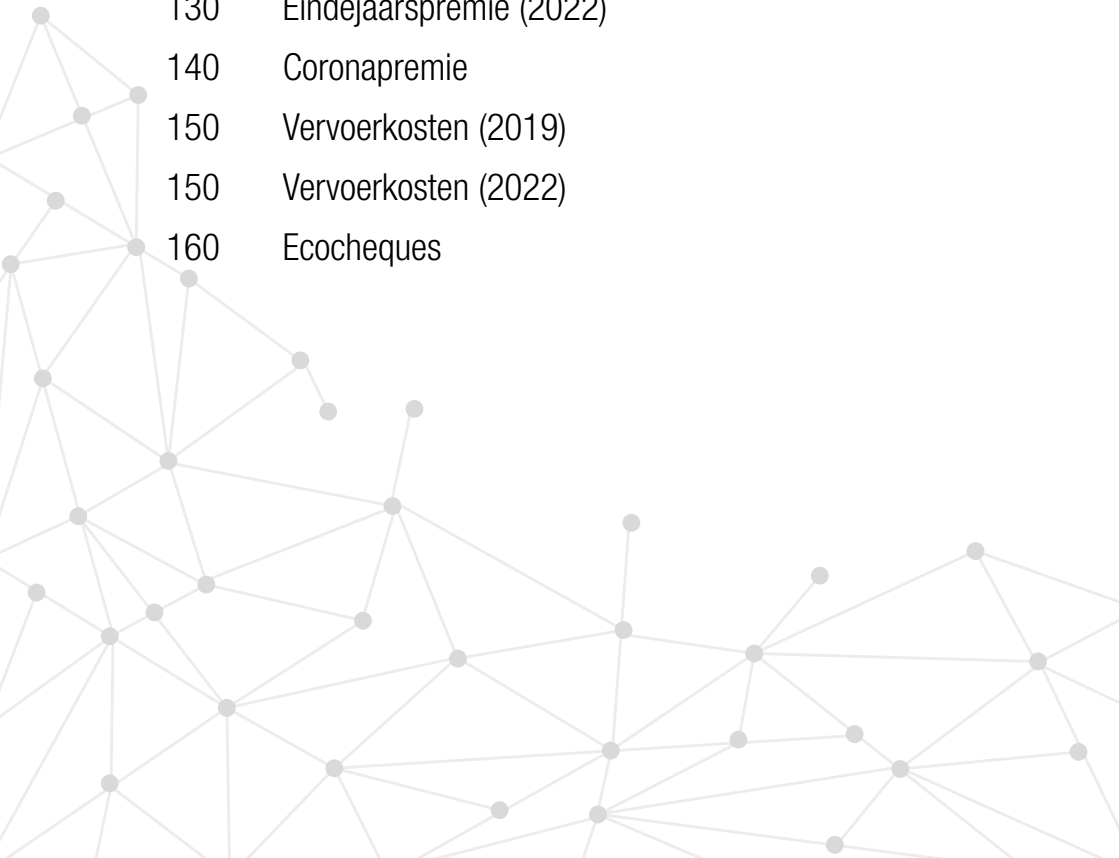 130 Eindejaarspremie (2022)
140 Coronapremie
150 Vervoerkosten (2019)
150 Vervoerkosten (2022)
160 Ecocheques